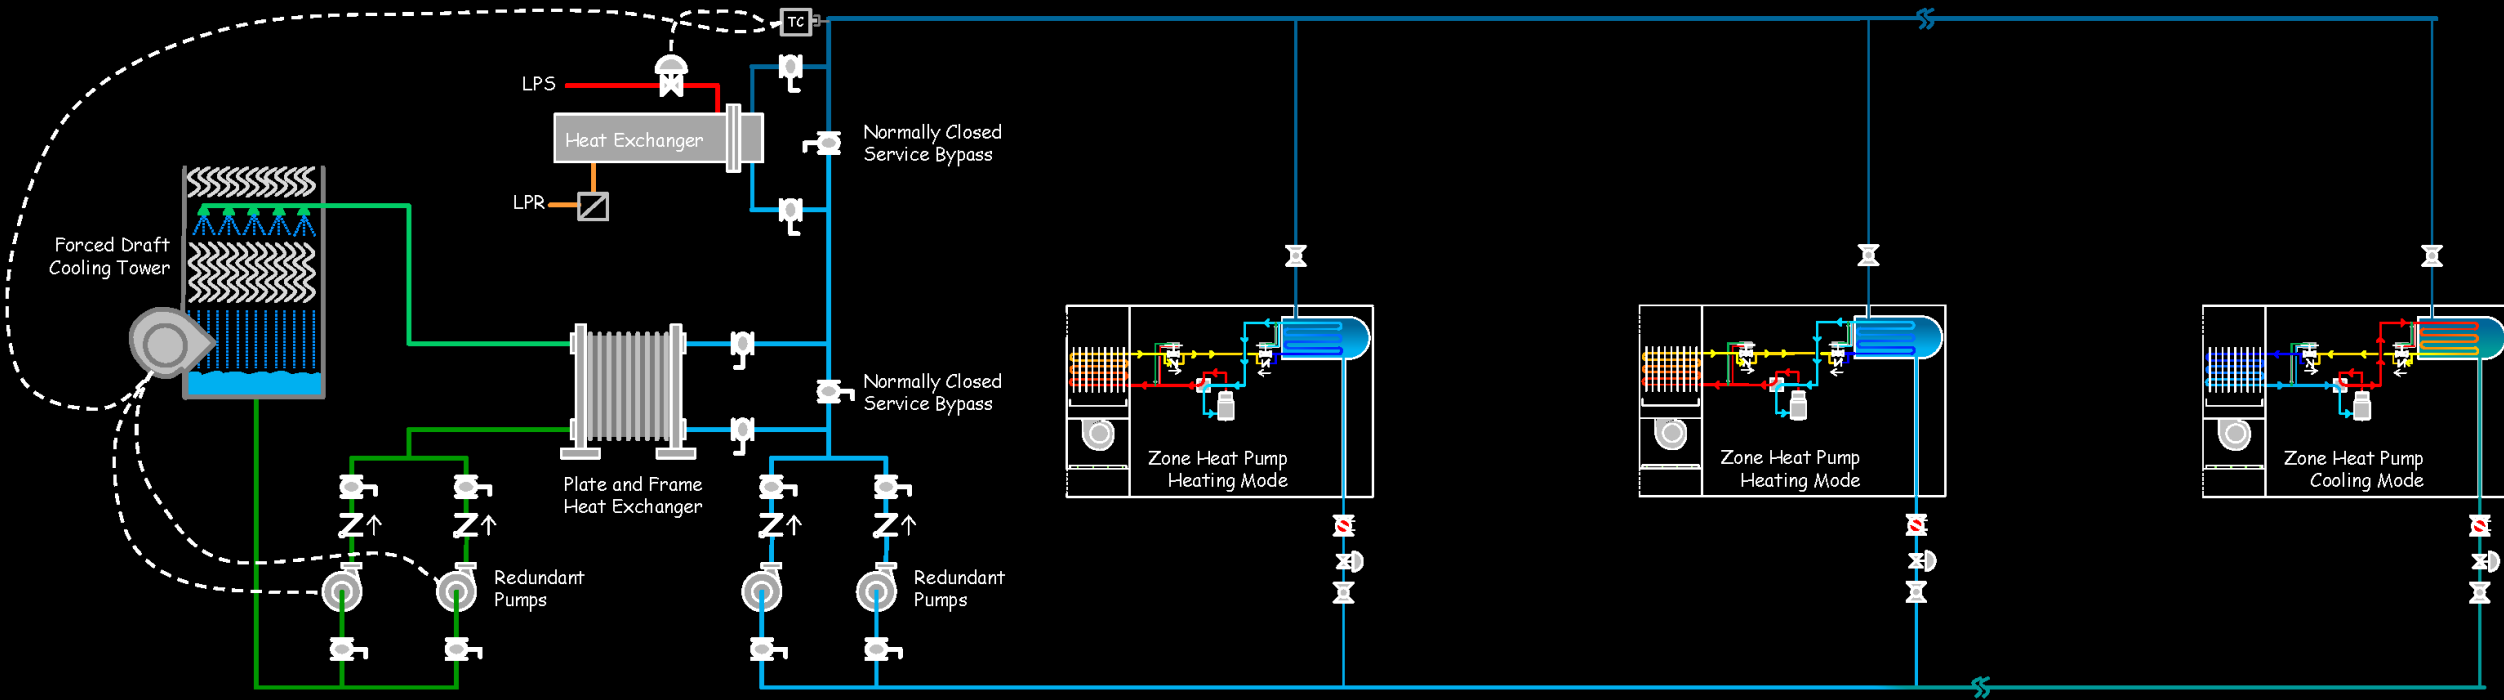 TC
LPS
Heat Exchanger
Normally Closed
Service Bypass
LPR
Forced Draft
Cooling Tower
Normally Closed
Service Bypass
Plate and Frame
Heat Exchanger
Zone Heat Pump
Heating Mode
Zone Heat Pump
Heating Mode
Zone Heat Pump
Cooling Mode
Redundant
Pumps
Redundant
Pumps